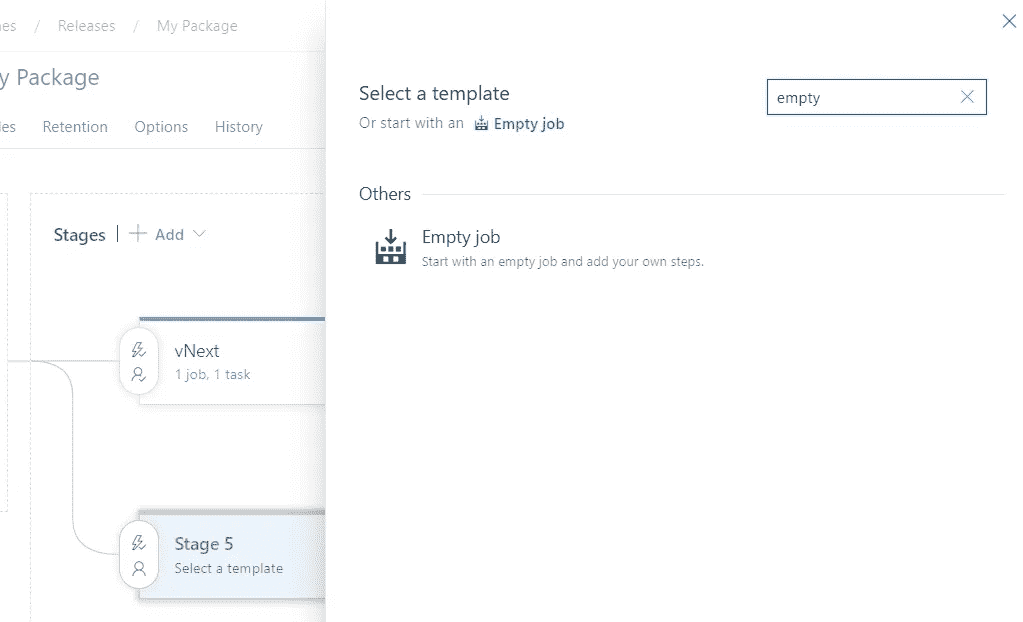 es / Releases / My Package
y Package
les Retention Options History
Stages | + Add
vNext
1 job, 1 task
Stage 5
Select a template
Select a template
empty
Or start with an Empty job
Others
Empty job
Start with an empty job and add your own steps.